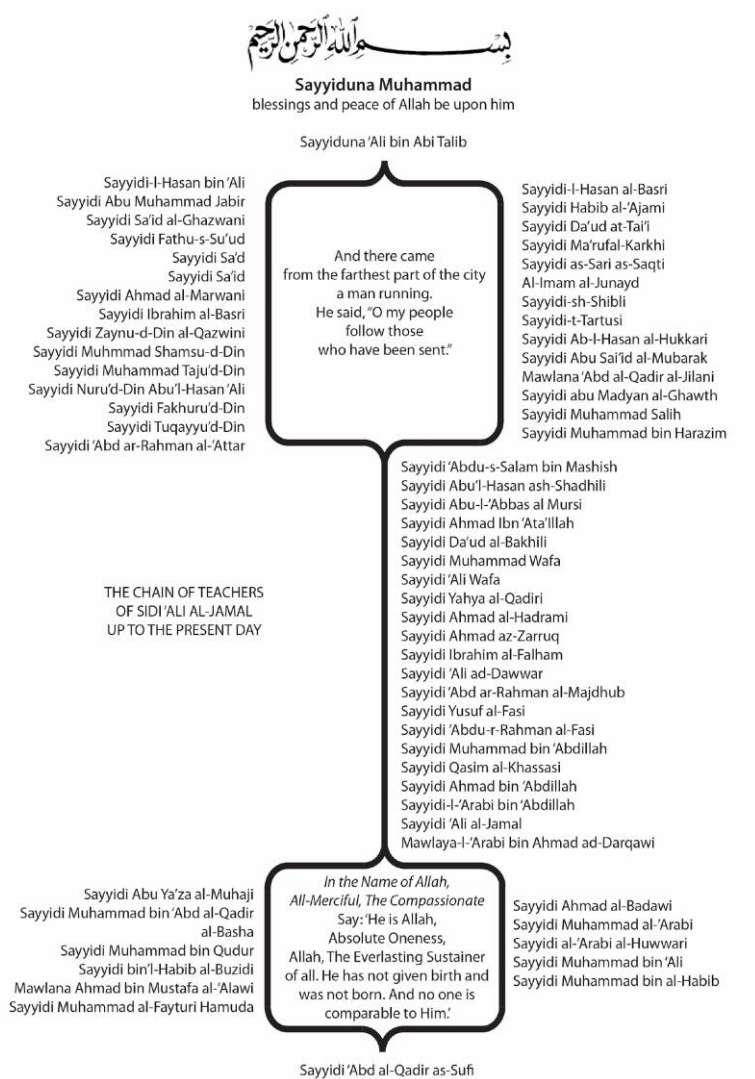 بِسْمِ اللهِ الرَّحْمٰنِ الرَّحِيْمِ
Sayyiduna Muhammad
blessings and peace of Allah be upon him
Sayyiduna ‘Ali bin Abi Talib
Sayyidi-l-Hasan bin ‘Ali
Sayyidi Abu Muhammad Jabir
Sayyidi Sa‘id al-Ghazwani
Sayyidi Fathu-s-Su‘ud
Sayyidi Sa‘d
Sayyidi Sa‘id
Sayyidi Ahmad al-Marwani
Sayyidi Ibrahim al-Basri
Sayyidi Zaynu-d-Din al-Qazwini
Sayyidi Muhmmad Shamsu-d-Din
Sayyidi Muhammad Taju’d-Din
Sayyidi Nuru’d-Din Abu’l-Hasan ‘Ali
Sayyidi Fakhuru’d-Din
Sayyidi Tuqayyu’d-Din
Sayyidi ‘Abd ar-Rahman al-‘Attar
And there came
from the farthest part of the city
a man running.
He said, “O my people
follow those
who have been sent.”
Sayyidi-l-Hasan al-Basri
Sayyidi Habib al-‘Ajami
Sayyidi Da‘ud at-Tai‘i
Sayyidi Ma‘rufal-Karkhi
Sayyidi as-Sari as-Saqti
Al-Imam al-Junayd
Sayyidi-sh-Shibli
Sayyidi-t-Tartusi
Sayyidi Ab-l-Hasan al-Hukkari
Sayyidi Abu Sai‘id al-Mubarak
Mawlana ‘Abd al-Qadir al-Jilani
Sayyidi abu Madyan al-Ghawth
Sayyidi Muhammad Salih
Sayyidi Muhammad bin Harazim
Sayyidi ‘Abdu-s-Salam bin Mashish
Sayyidi Abu’l-Hasan ash-Shadhili
Sayyidi Abu-l-‘Abbas al Mursi
Sayyidi Ahmad Ibn ‘Ata’Illah
Sayyidi Da‘ud al-Bakhili
Sayyidi Muhammad Wafa
Sayyidi ‘Ali Wafa
Sayyidi Yahya al-Qadiri
Sayyidi Ahmad al-Hadrami
Sayyidi Ahmad az-Zarruq
Sayyidi Ibrahim al-Falham
Sayyidi ‘Ali ad-Dawwar
Sayyidi ‘Abd ar-Rahman al-Majdhub
Sayyidi Yusuf al-Fasi
Sayyidi ‘Abdu-r-Rahman al-Fasi
Sayyidi Muhammad bin ‘Abdillah
Sayyidi Qasim al-Khassasi
Sayyidi Ahmad bin ‘Abdillah
Sayyidi-l-‘Arabi bin ‘Abdillah
Sayyidi ‘Ali al-Jamal
Mawlaya-l-‘Arabi bin Ahmad ad-Darqawi
THE CHAIN OF TEACHERS
OF SIDI ‘ALI AL-JAMAL
UP TO THE PRESENT DAY
Sayyidi Abu Ya‘za al-Muhaji
Sayyidi Muhammad bin ‘Abd al-Qadir
al-Basha
Sayyidi Muhammad bin Qudur
Sayyidi bin’l-Habib al-Buzidi
Mawlana Ahmad bin Mustafa al-‘Alawi
Sayyidi Muhammad al-Fayturi Hamuda
In the Name of Allah,
All-Merciful, The Compassionate
Say: ‘He is Allah,
Absolute Oneness,
Allah, The Everlasting Sustainer
of all. He has not given birth and
was not born. And no one is
comparable to Him.’
Sayyidi Ahmad al-Badawi
Sayyidi Muhammad al-‘Arabi
Sayyidi al-‘Arabi al-Huwwari
Sayyidi Muhammad bin ‘Ali
Sayyidi Muhammad bin al-Habib
Sayyidi ‘Abd al-Qadir as-Sufi